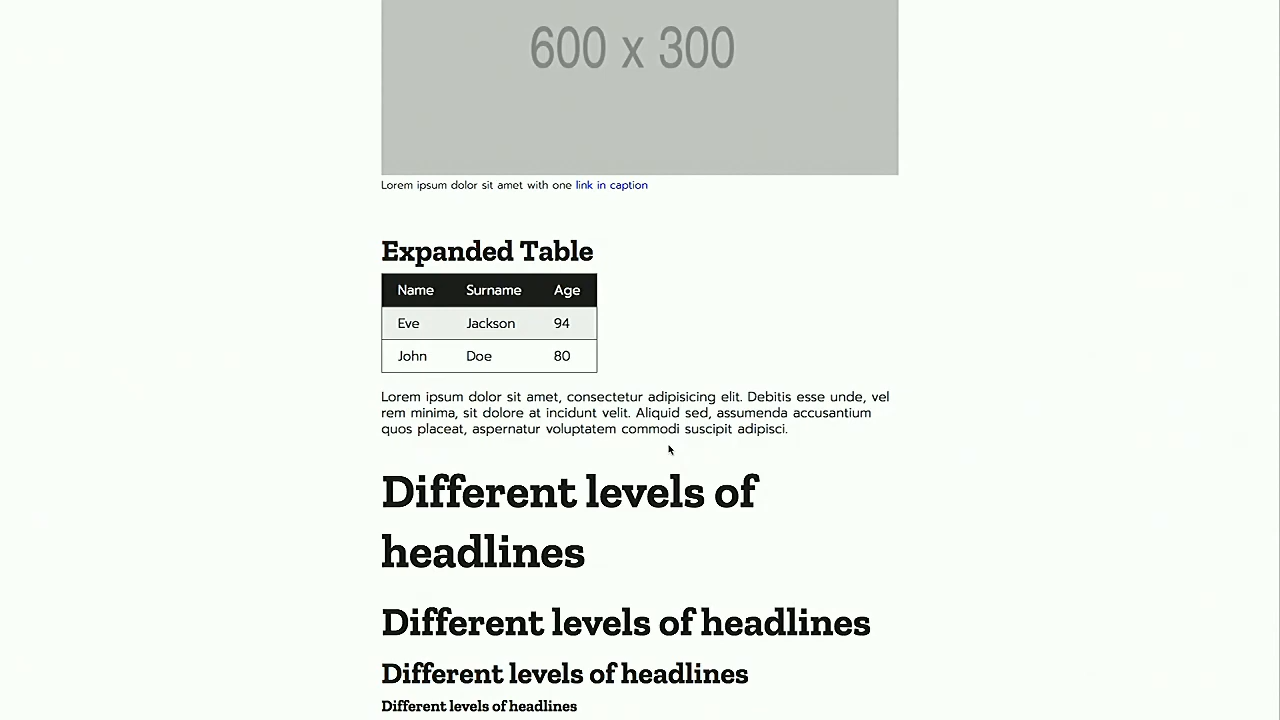 600 x 300
Lorem ipsum dolor sit amet with one link in caption
Expanded Table
Name Surname Age
Eve Jackson 94
John Doe 80
Lorem ipsum dolor sit amet, consectetur adipisicing elit. Debitis esse unde, vel
rem minima, sit dolore at incidunt velit. Aliquid sed, assumenda accusantium
quos placeat, aspernatur voluptatem commodi suscipit adipisci.
Different levels of
headlines
Different levels of headlines
Different levels of headlines
Different levels of headlines